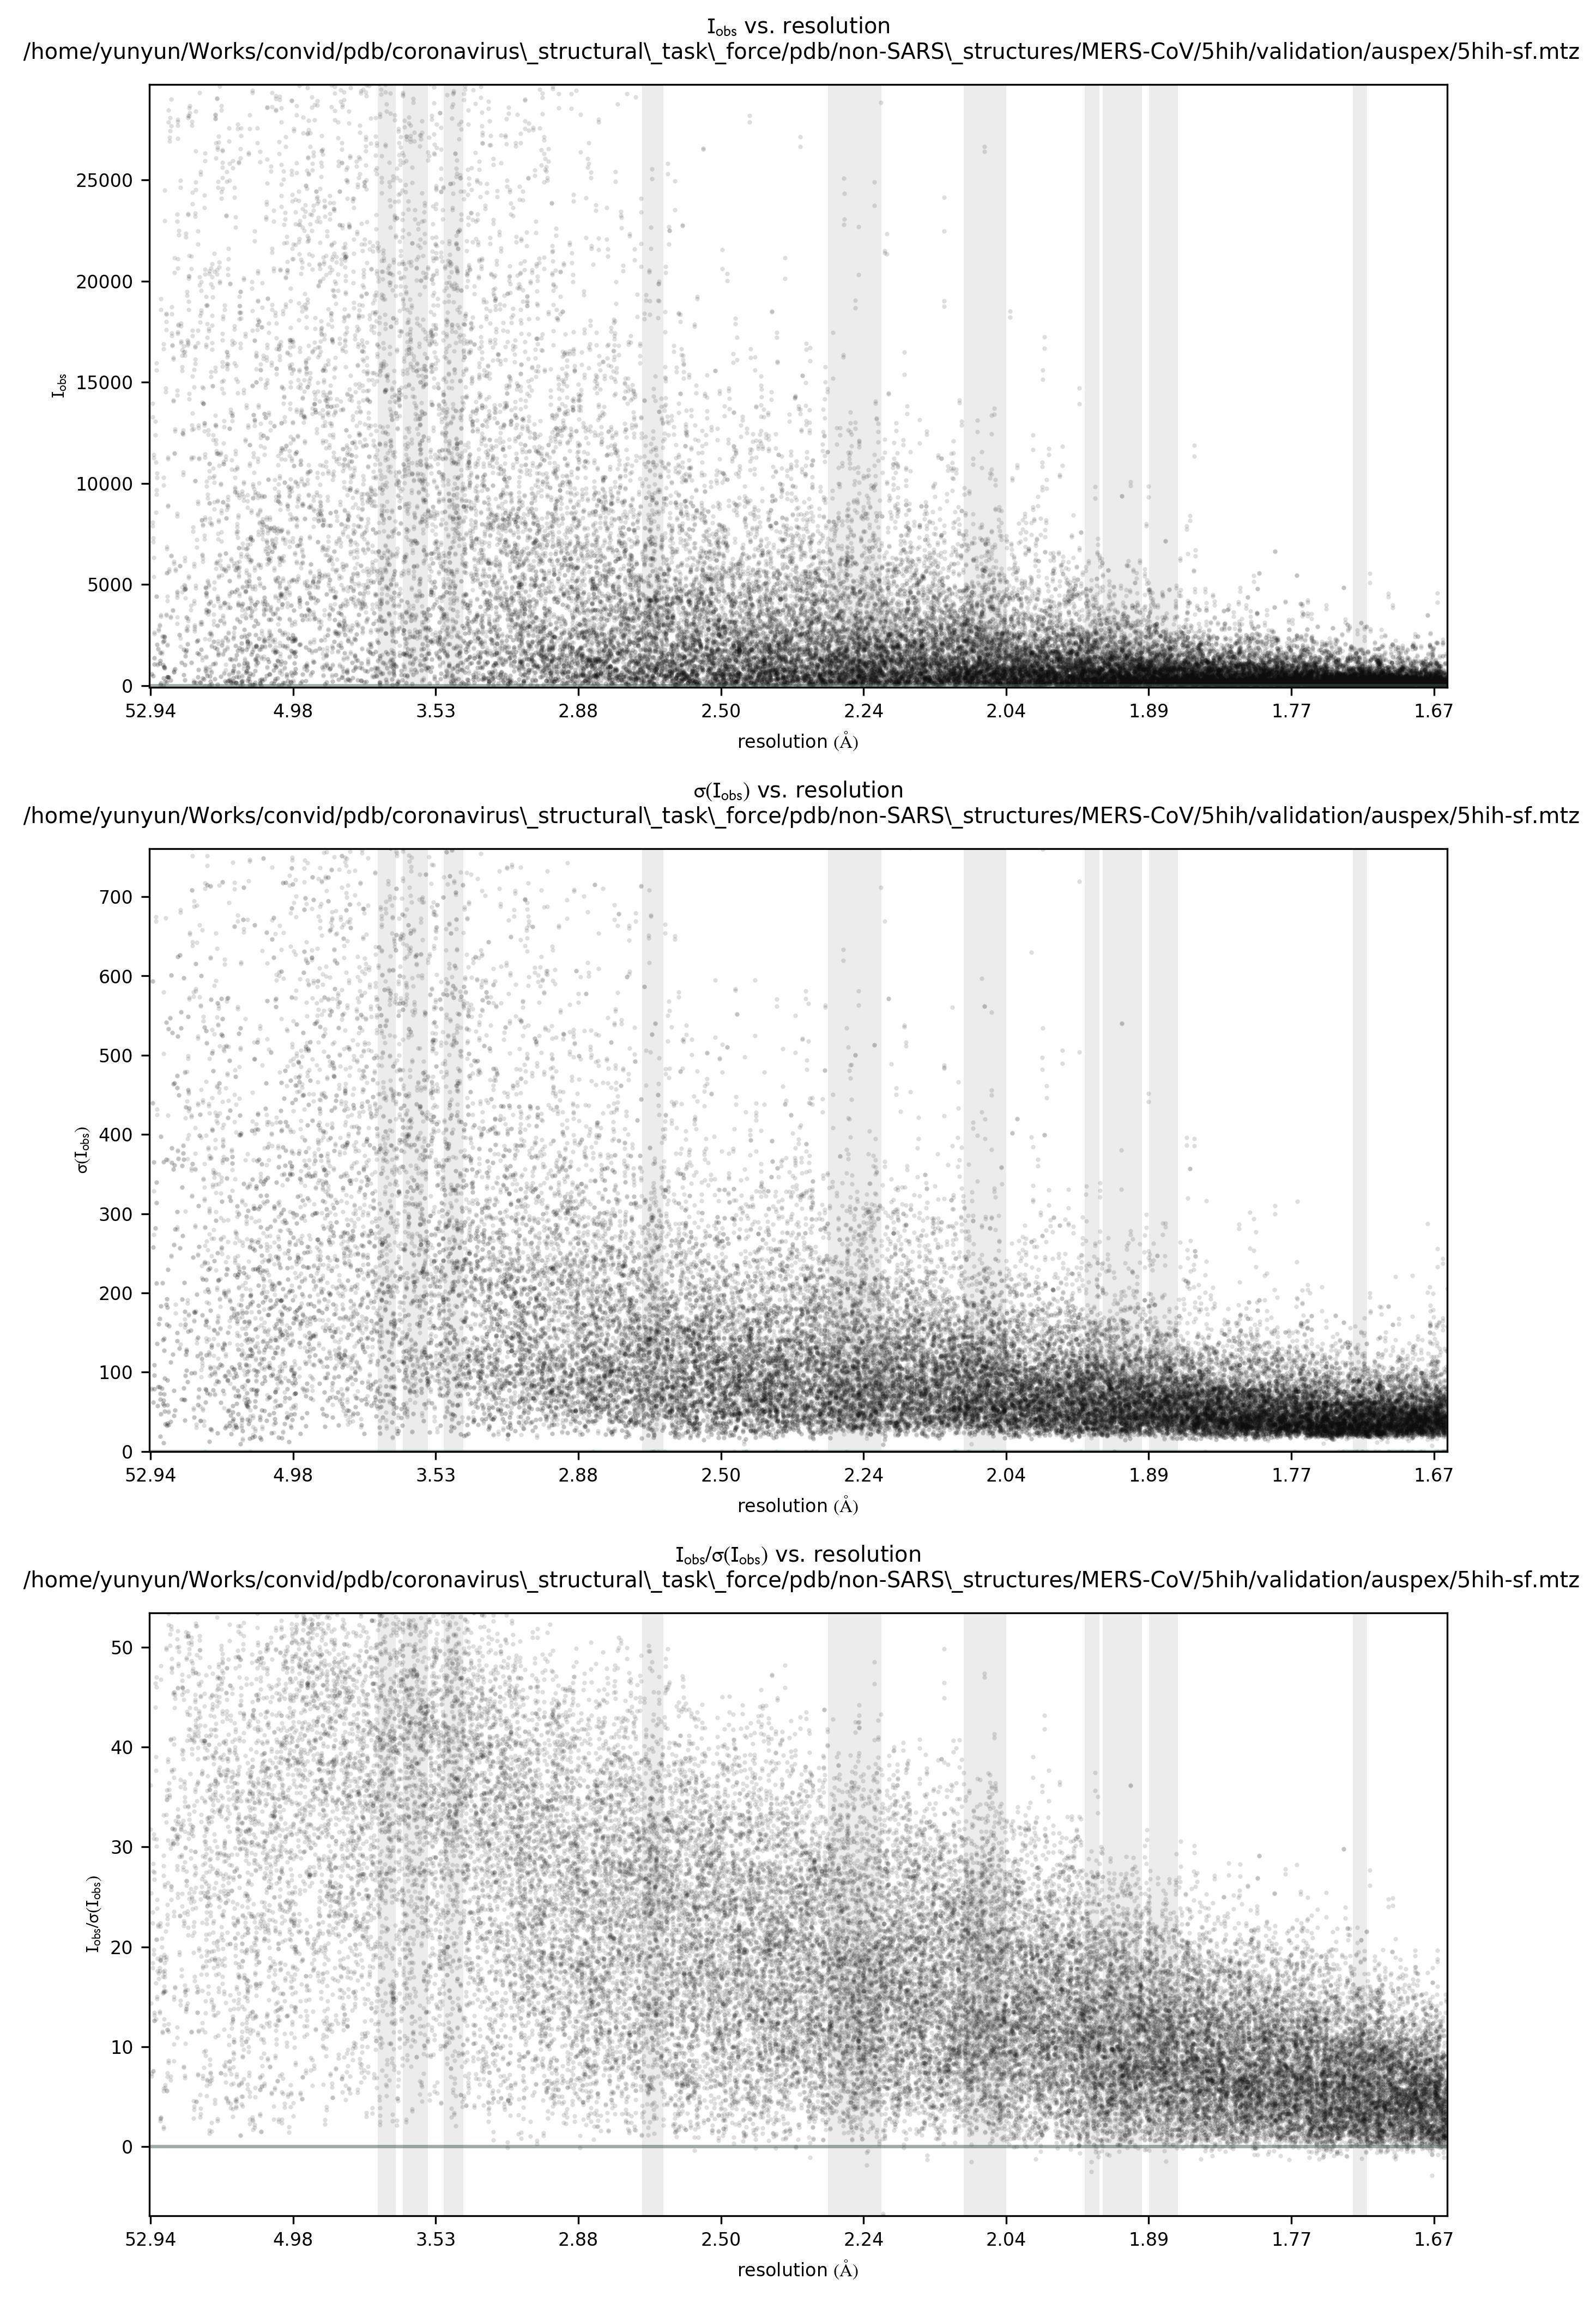 Iobs vs. resolution
/home/yunyun/Works/convid/pdb/coronavirus\_structural\_task\_force/pdb/non-SARS\_structures/MERS-CoV/5hih/validation/auspex/5hih-sf.mtz
25000
20000
15000
10000
5000
0
Iobs
52.94 4.98 3.53 2.88 2.50 2.24 2.04 1.89 1.77 1.67
resolution (Å)
σ(Iobs) vs. resolution
/home/yunyun/Works/convid/pdb/coronavirus\_structural\_task\_force/pdb/non-SARS\_structures/MERS-CoV/5hih/validation/auspex/5hih-sf.mtz
700
600
500
400
300
200
100
0
σ(Iobs)
52.94 4.98 3.53 2.88 2.50 2.24 2.04 1.89 1.77 1.67
resolution (Å)
Iobs/σ(Iobs) vs. resolution
/home/yunyun/Works/convid/pdb/coronavirus\_structural\_task\_force/pdb/non-SARS\_structures/MERS-CoV/5hih/validation/auspex/5hih-sf.mtz
50
40
30
20
10
0
Iobs/σ(Iobs)
52.94 4.98 3.53 2.88 2.50 2.24 2.04 1.89 1.77 1.67
resolution (Å)